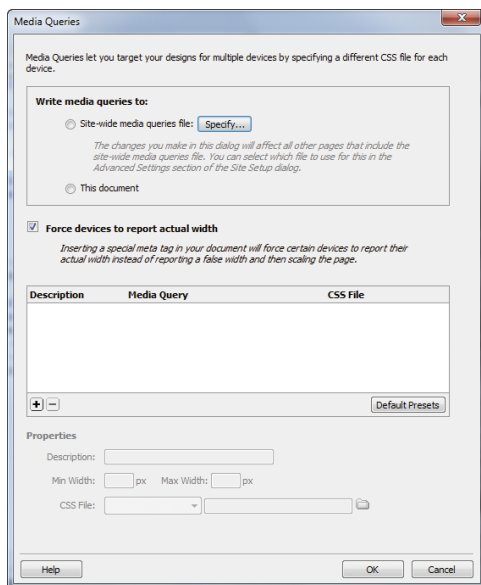 Media Queries
Media Queries let you target your designs for multiple devices by specifying a different CSS file for each
device.
Write media queries to:
Site-wide media queries file: Specify...
The changes you make in this dialog will affect all other pages that include the
site-wide media queries file. You can select which file to use for this in the
Advanced Settings section of the Site Setup dialog.
This document
Force devices to report actual width
Inserting a special meta tag in your document will force certain devices to report their
actual width instead of reporting a false width and then scaling the page.
Description Media Query CSS File
Default Presets
Properties
Description:
Min Width: px Max Width: px
CSS File:
Help OK Cancel